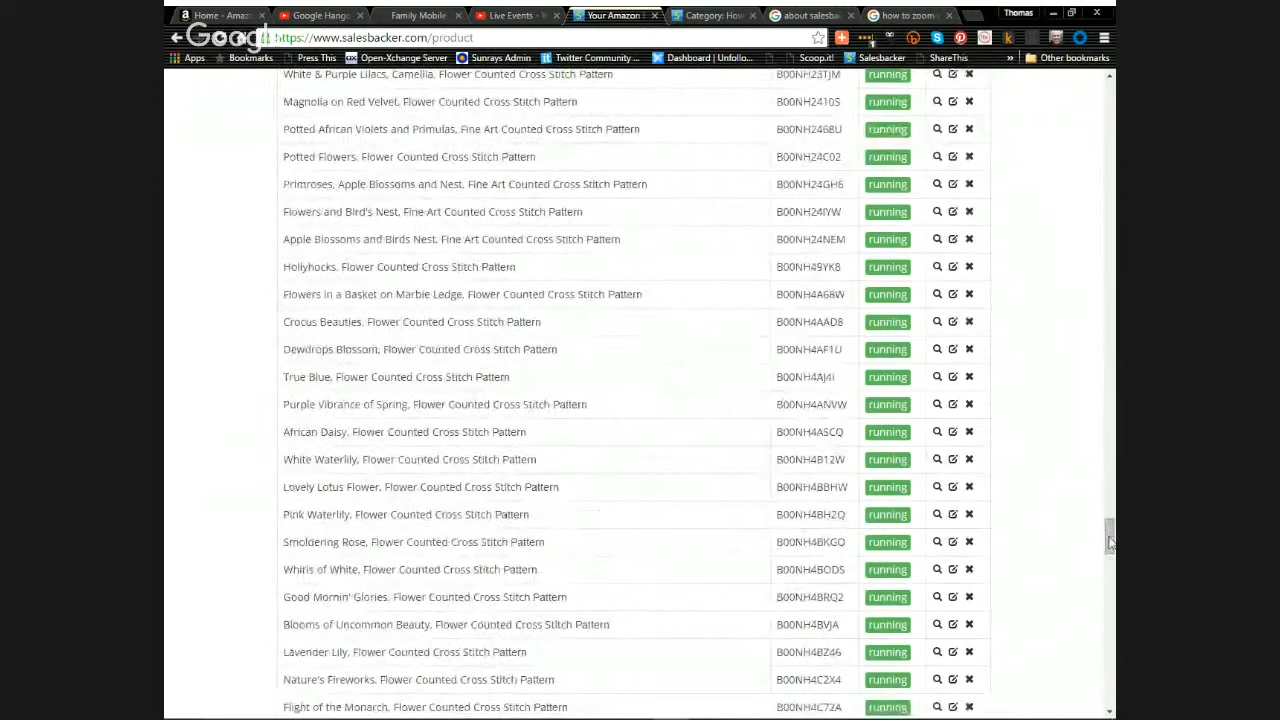 Home - Amaz
Google Hango
Family Mobile
Live Events - Y
Your Amazon
Category: How
about salesba
how to zoom
Thomas
Google
https://www.salesbacker.com/product
Apps
Bookmarks
Press This
Open-Xchange Server
Sunrays Admin
Twitter Community ...
Dashboard | Unfollo...
Scoop.it!
Salesbacker
ShareThis
»
Other bookmarks
White & Purple Lilacs, Camellia, Flower Counted Cross Stitch Pattern B00NH23TJM running
Magnolia on Red Velvet, Flower Counted Cross Stitch Pattern B00NH2410S running
Potted African Violets and Primulas, Fine Art Counted Cross Stitch Pattern B00NH2468U running
Potted Flowers, Flower Counted Cross Stitch Pattern B00NH24C02 running
Primroses, Apple Blossoms and Nest, Fine Art Counted Cross Stitch Pattern B00NH24GH6 running
Flowers and Bird's Nest, Fine Art Counted Cross Stitch Pattern B00NH24IYW running
Apple Blossoms and Birds Nest, Fine Art Counted Cross Stitch Pattern B00NH24NEM running
Hollyhocks, Flower Counted Cross Stitch Pattern B00NH49YK8 running
Flowers in a Basket on Marble Ledge, Flower Counted Cross Stitch Pattern B00NH4A68W running
Crocus Beauties, Flower Counted Cross Stitch Pattern B00NH4AAD8 running
Dewdrops Blossom, Flower Counted Cross Stitch Pattern B00NH4AF1U running
True Blue, Flower Counted Cross Stitch Pattern B00NH4AJ4I running
Purple Vibrance of Spring, Flower Counted Cross Stitch Pattern B00NH4ANVW running
African Daisy, Flower Counted Cross Stitch Pattern B00NH4ASCQ running
White Waterlily, Flower Counted Cross Stitch Pattern B00NH4B12W running
Lovely Lotus Flower, Flower Counted Cross Stitch Pattern B00NH4BBHW running
Pink Waterlily, Flower Counted Cross Stitch Pattern B00NH4BH2Q running
Smoldering Rose, Flower Counted Cross Stitch Pattern B00NH4BKGO running
Whirls of White, Flower Counted Cross Stitch Pattern B00NH4BODS running
Good Mornin' Glories, Flower Counted Cross Stitch Pattern B00NH4BRQ2 running
Blooms of Uncommon Beauty, Flower Counted Cross Stitch Pattern B00NH4BVJA running
Lavender Lily, Flower Counted Cross Stitch Pattern B00NH4BZ46 running
Nature's Fireworks, Flower Counted Cross Stitch Pattern B00NH4C2X4 running
Flight of the Monarch, Flower Counted Cross Stitch Pattern B00NH4C72A running